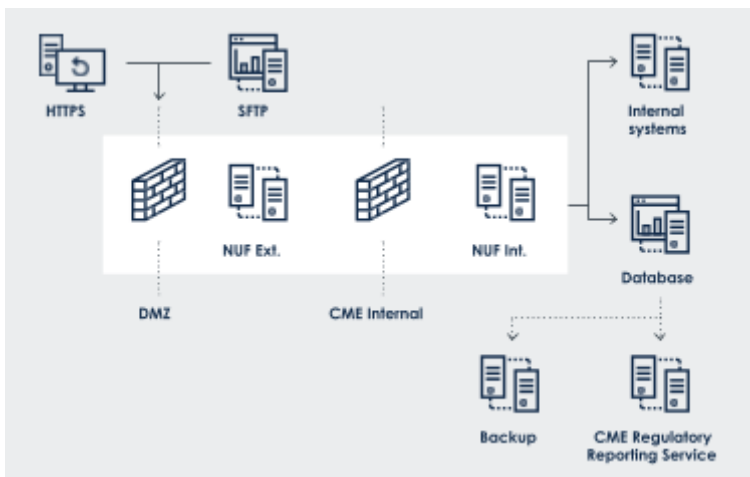 HTTPS
SFTP
Internal
systems
NUF Ext.
NUF Int.
Database
DMZ
CME Internal
Backup
CME Regulatory
Reporting Service